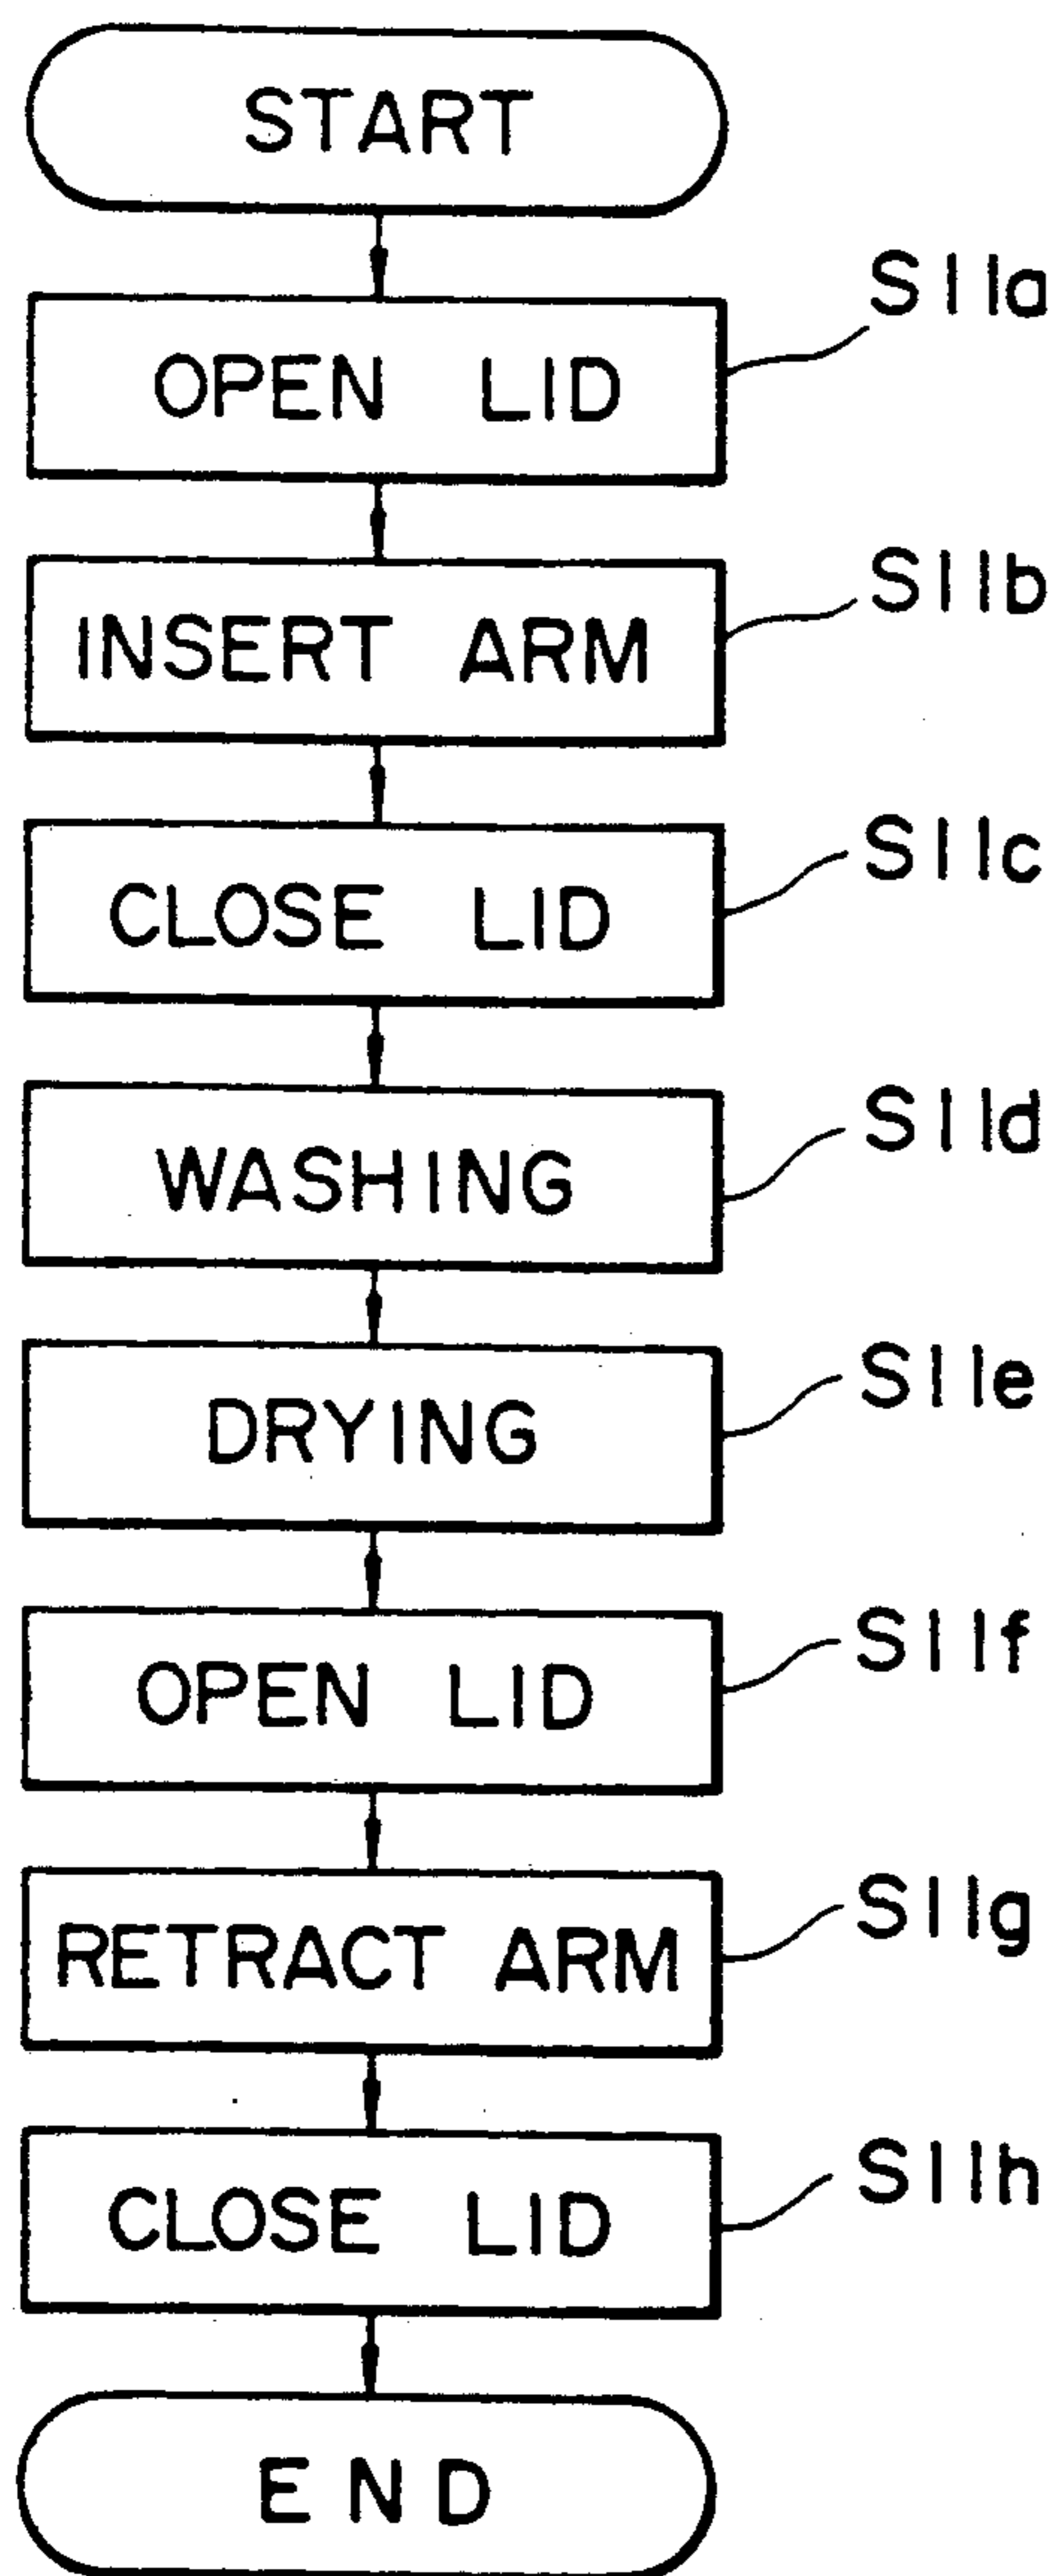 START
OPEN LID
S11a
INSERT ARM
S11b
CLOSE LID
S11c
WASHING
S11d
DRYING
S11e
OPEN LID
S11f
RETRACT ARM
S11g
CLOSE LID
S11h
END